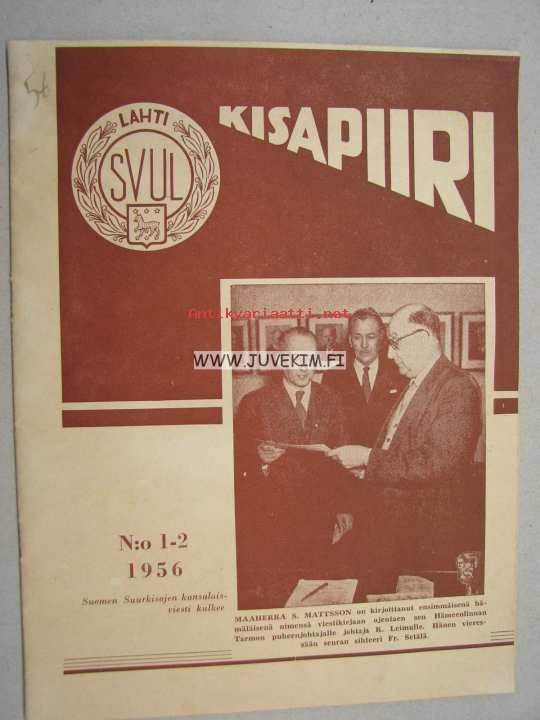 LAHTI
SVUL
KISAPIIRI
Antikvariaatti.net
WWW.JUVEKIM.FI
N:o 1-2
1956
Suomen Suurkisojen kansalais-
viesti kulkee
MAAHERRA S. MATTSSON on kirjoittanut ensimmäisenä hä-
mäläisenä nimensä viestikirjaan ojentaen sen Hämeenlinnan
Tarmon puheenjohtajalle johtaja K. Leimulle. Hänen vieres-
sään seuran sihteeri Fr. Setälä.